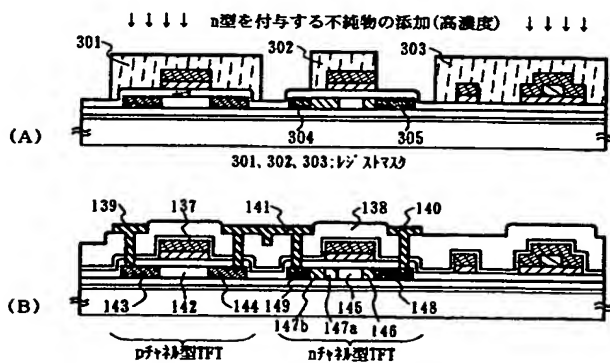 n型を付与する不純物の添加(高濃度)
301
302
303
(A)
304
305
301、302、303:レジストマスク
139
137
141
138
140
(B)
143
142
144
149
145
148
147b
147a
146
pチャネル型TFT
nチャネル型TFT